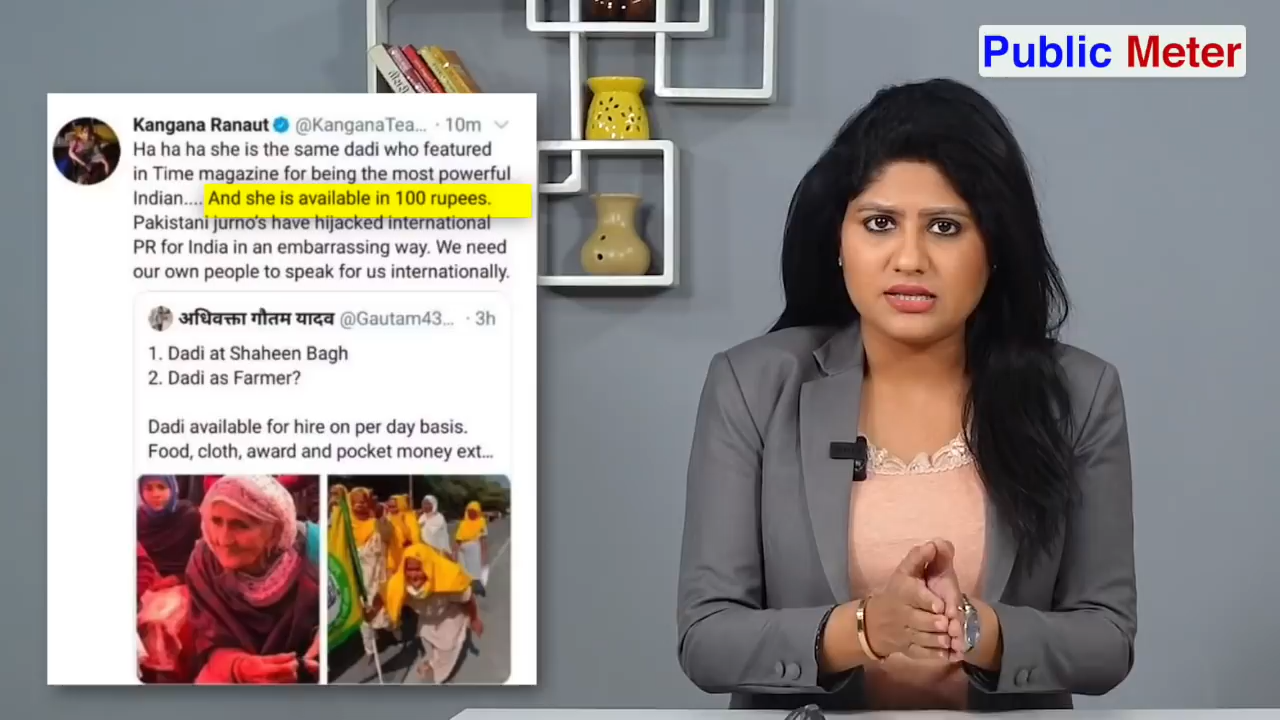 Public Meter
Kangana Ranaut @KanganaTea... · 10m
Ha ha ha she is the same dadi who featured
in Time magazine for being the most powerful
Indian.... And she is available in 100 rupees.
Pakistani jurno's have hijacked international
PR for India in an embarrassing way. We need
our own people to speak for us internationally.
अधिवक्ता गौतम यादव @Gautam43... · 3h
1. Dadi at Shaheen Bagh
2. Dadi as Farmer?
Dadi available for hire on per day basis.
Food, cloth, award and pocket money ext...